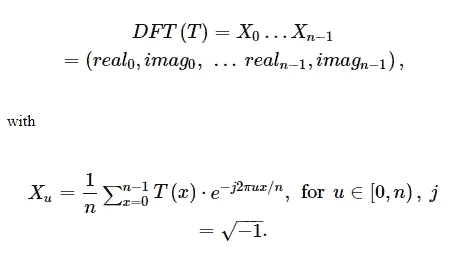 DFT (T) = X₀ … Xₙ₋₁
= (real₀, imag₀, … realₙ₋₁, imagₙ₋₁) ,
with
Xᵤ = 1/n ∑ₓ₌₀ⁿ⁻¹ T (x) · e^{−j2πux/n}, for u ∈ [0, n) , j
= √−1.